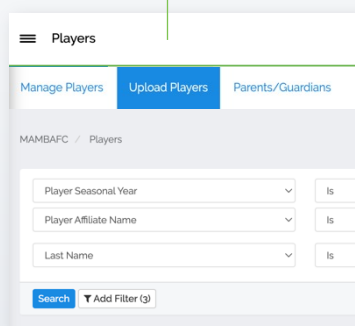 Players
Manage Players Upload Players Parents/Guardians
MAMBAFC / Players
Player Seasonal Year Is
Player Affiliate Name Is
Last Name Is
Search Add Filter (3)